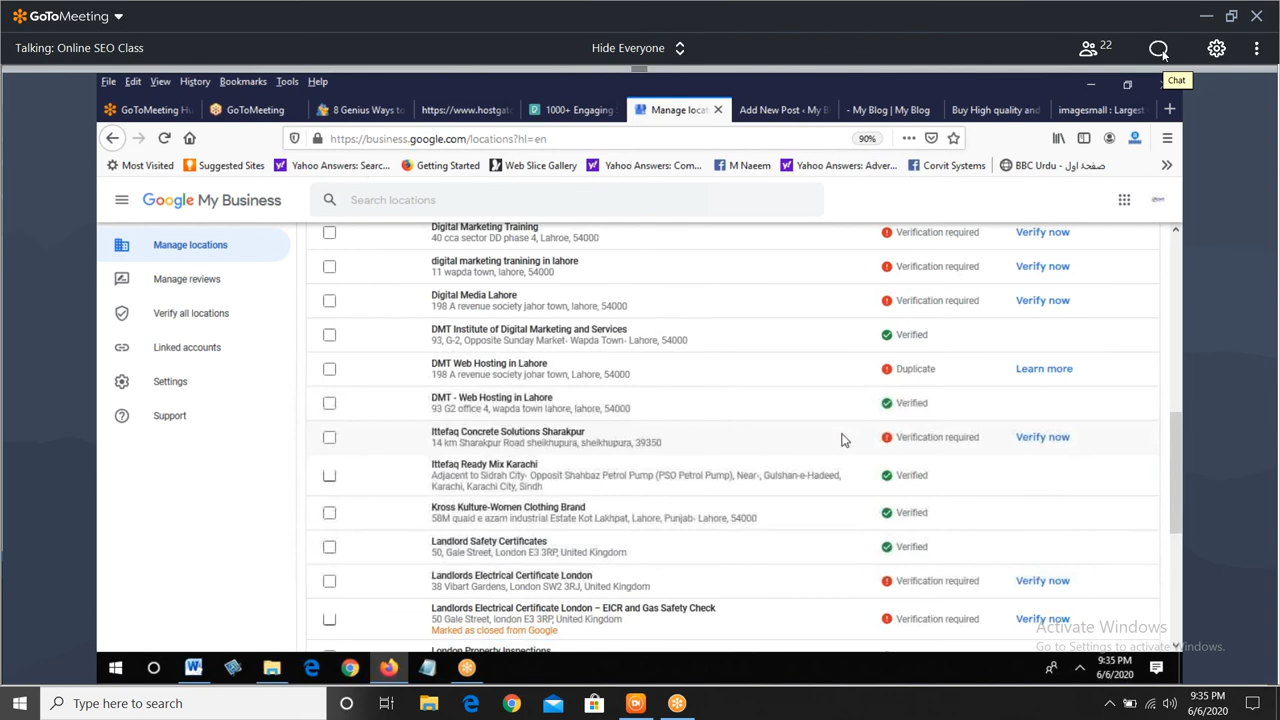 GoToMeeting
Talking: Online SEO Class
Hide Everyone
22
Chat
File Edit View History Bookmarks Tools Help
GoToMeeting Hu
GoToMeeting
8 Genius Ways to
https://www.hostgat
1000+ Engaging
Manage locat
Add New Post ‹ My B
- My Blog | My Blog
Buy High quality and
imagesmall : Largest
https://business.google.com/locations?hl=en
90%
Most Visited
Suggested Sites
Yahoo Answers: Searc...
Getting Started
Web Slice Gallery
Yahoo Answers: Com...
M Naeem
Yahoo Answers: Adver...
Corvit Systems
BBC Urdu - صفحۂ اول
Google My Business
Search locations
Manage locations
Manage reviews
Verify all locations
Linked accounts
Settings
Support
Digital Marketing Training
40 cca sector DD phase 4, Lahroe, 54000
Verification required Verify now
digital marketing tranining in lahore
11 wapda town, lahore, 54000
Verification required Verify now
Digital Media Lahore
198 A revenue society jahor town, lahore, 54000
Verification required Verify now
DMT Institute of Digital Marketing and Services
93, G-2, Opposite Sunday Market- Wapda Town- Lahore, 54000
Verified
DMT Web Hosting in Lahore
198 A revenue society johar town, Lahore, 54000
Duplicate Learn more
DMT - Web Hosting in Lahore
93 G2 office 4, wapda town lahore, lahore, 54000
Verified
Ittefaq Concrete Solutions Sharakpur
14 km Sharakpur Road sheikhupura, sheikhupura, 39350
Verification required Verify now
Ittefaq Ready Mix Karachi
Adjacent to Sidrah City- Opposit Shahbaz Petrol Pump (PSO Petrol Pump), Near-, Gulshan-e-Hadeed,
Karachi, Karachi City, Sindh
Verified
Kross Kulture-Women Clothing Brand
58M quaid e azam industrial Estate Kot Lakhpat, Lahore, Punjab- Lahore, 54000
Verified
Landlord Safety Certificates
50, Gale Street, London E3 3RP, United Kingdom
Verified
Landlords Electrical Certificate London
38 Vibart Gardens, London SW2 3RJ, United Kingdom
Verification required Verify now
Landlords Electrical Certificate London – EICR and Gas Safety Check
50 Gale Street, london E3 3RP, United Kingdom
Marked as closed from Google
Verification required Verify now
London Property Inspections
Activate Windows
Go to Settings to activate Windows.
9:35 PM
6/6/2020
Type here to search
9:35 PM
6/6/2020